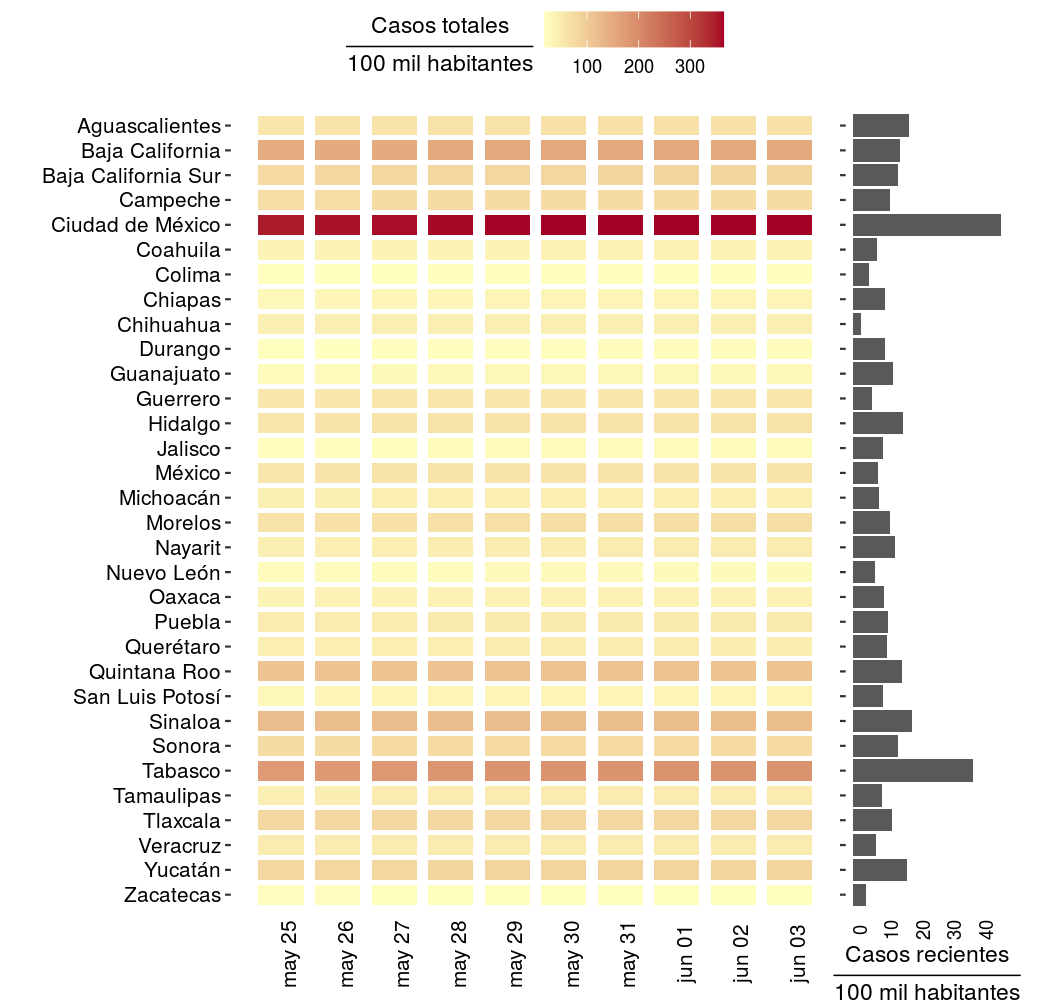 Casos totales
100 mil habitantes
100 200 300
Aguascalientes
Baja California
Baja California Sur
Campeche
Ciudad de México
Coahuila
Colima
Chiapas
Chihuahua
Durango
Guanajuato
Guerrero
Hidalgo
Jalisco
México
Michoacán
Morelos
Nayarit
Nuevo León
Oaxaca
Puebla
Querétaro
Quintana Roo
San Luis Potosí
Sinaloa
Sonora
Tabasco
Tamaulipas
Tlaxcala
Veracruz
Yucatán
Zacatecas
may 25
may 26
may 27
may 28
may 29
may 30
may 31
jun 01
jun 02
jun 03
0
10
20
30
40
Casos recientes
100 mil habitantes